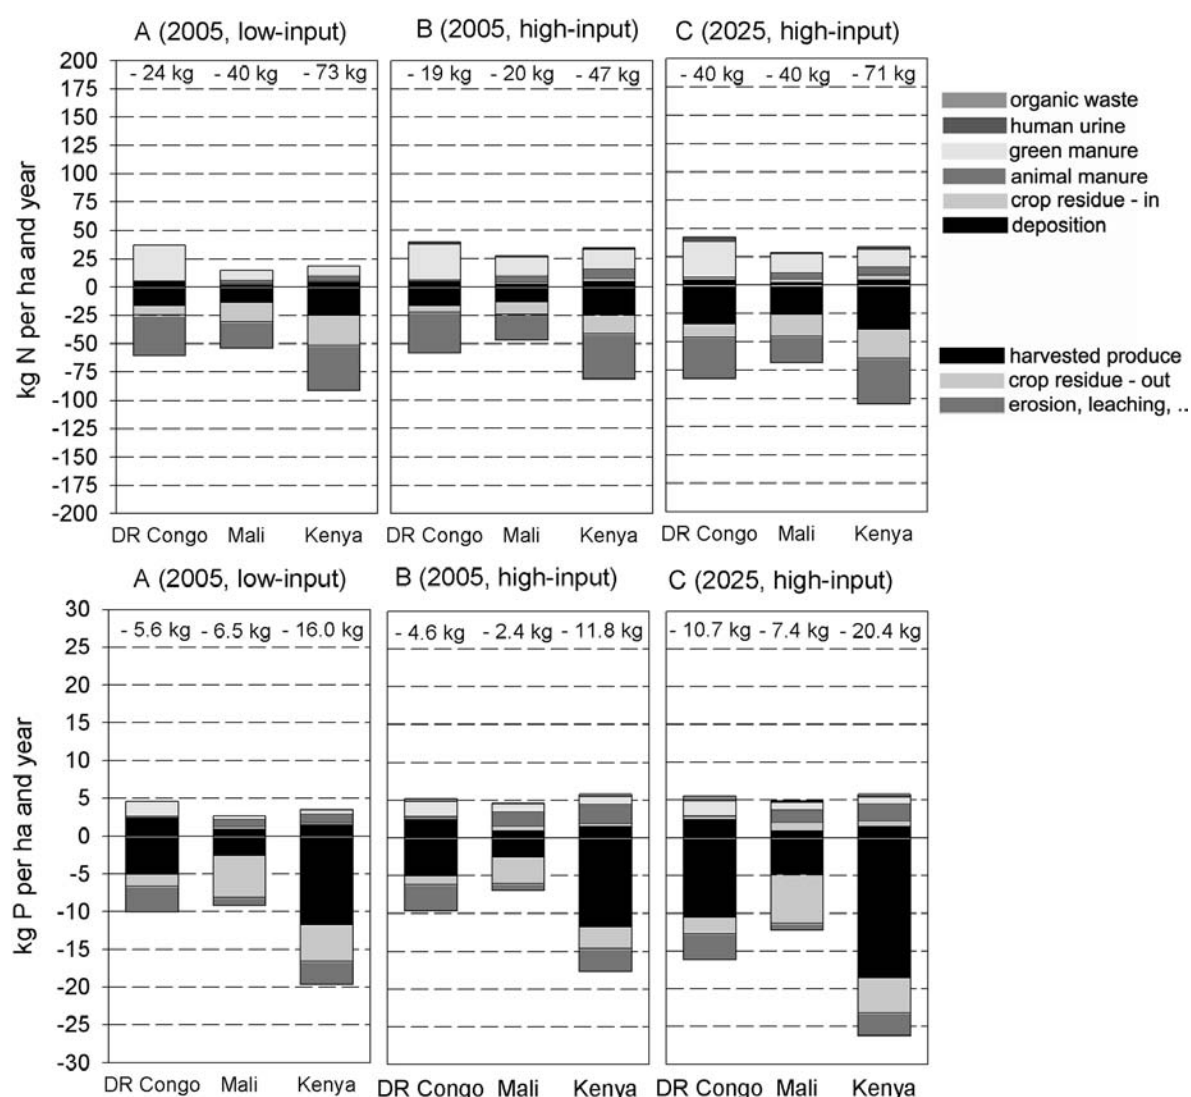 A (2005, low-input) B (2005, high-input) C (2025, high-input)
200 - 24 kg - 40 kg - 73 kg - 19 kg - 20 kg - 47 kg - 40 kg - 40 kg - 71 kg
175
150
125
100
75
50
25
0
-25
-50
-75
-100
-125
-150
-175
-200
kg N per ha and year
organic waste
human urine
green manure
animal manure
crop residue - in
deposition
harvested produce
crop residue - out
erosion, leaching, ..
DR Congo Mali Kenya DR Congo Mali Kenya DR Congo Mali Kenya
A (2005, low-input) B (2005, high-input) C (2025, high-input)
30
- 5.6 kg - 6.5 kg - 16.0 kg - 4.6 kg - 2.4 kg - 11.8 kg - 10.7 kg - 7.4 kg - 20.4 kg
25
20
15
10
5
0
-5
-10
-15
-20
-25
-30
kg P per ha and year
DR Congo Mali Kenya DR Congo Mali Kenya DR Congo Mali Kenya